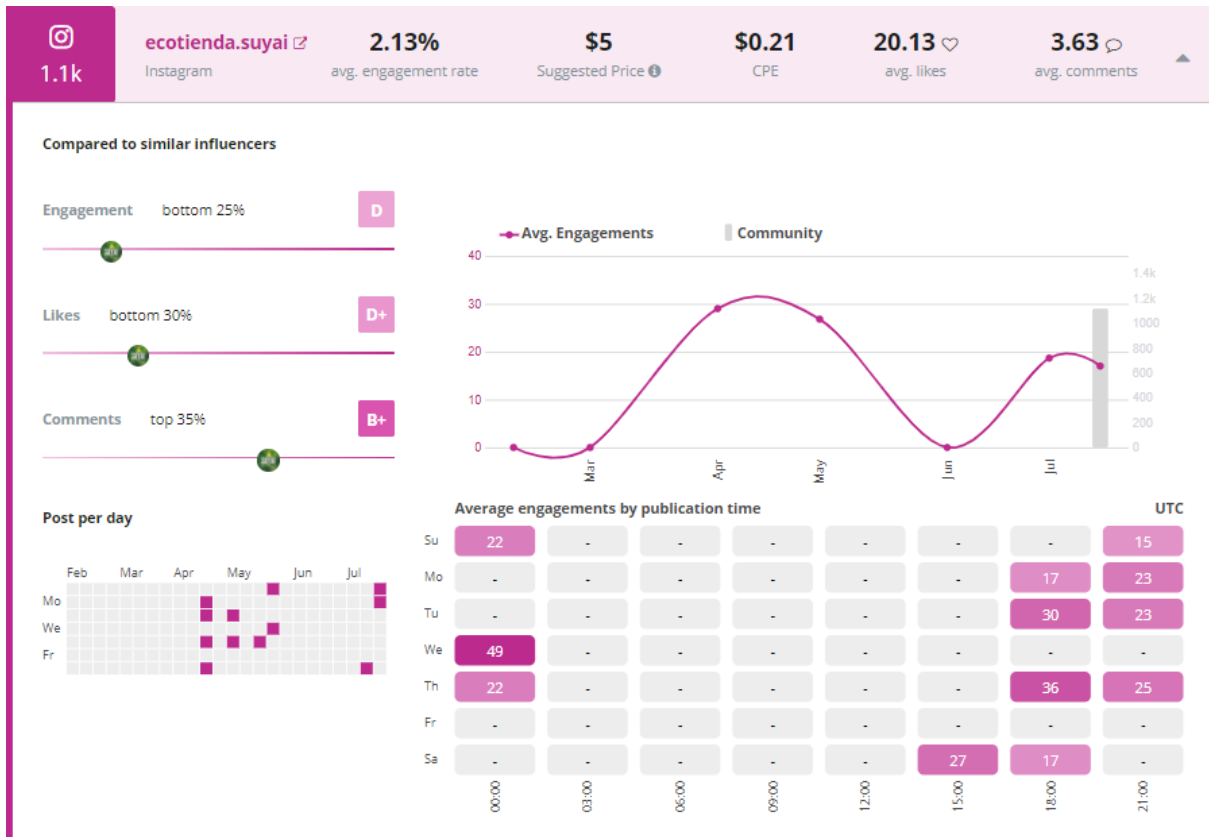 1.1k
ecotienda.suyai
Instagram
2.13%
avg. engagement rate
$5
Suggested Price
$0.21
CPE
20.13
avg. likes
3.63
avg. comments
Compared to similar influencers
Engagement bottom 25% D
Likes bottom 30% D+
Comments top 35% B+
Avg. Engagements Community
40
30
20
10
0
1.4k
1.2k
1000
800
600
400
200
0
Mar Apr May Jun Jul
Post per day
Feb Mar Apr May Jun Jul
Mo
We
Fr
Average engagements by publication time UTC
Su 22 - - - - - - 15
Mo - - - - - - 17 23
Tu - - - - - - 30 23
We 49 - - - - - - -
Th 22 - - - - - 36 25
Fr - - - - - - - -
Sa - - - - - 27 17 -
00:00 03:00 06:00 09:00 12:00 15:00 18:00 21:00